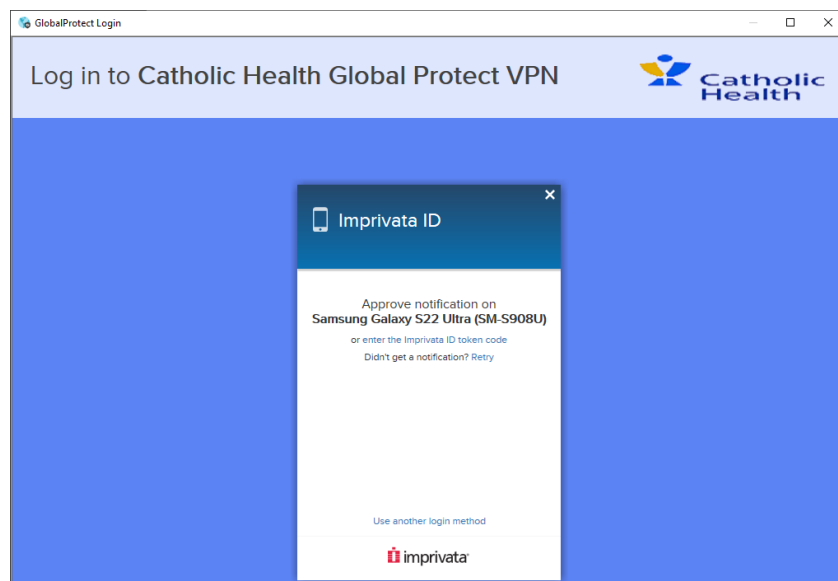 GlobalProtect Login
Log in to Catholic Health Global Protect VPN
Catholic
Health
Imprivata ID
Approve notification on
Samsung Galaxy S22 Ultra (SM-S908U)
or enter the Imprivata ID token code
Didn't get a notification? Retry
Use another login method
imprivata